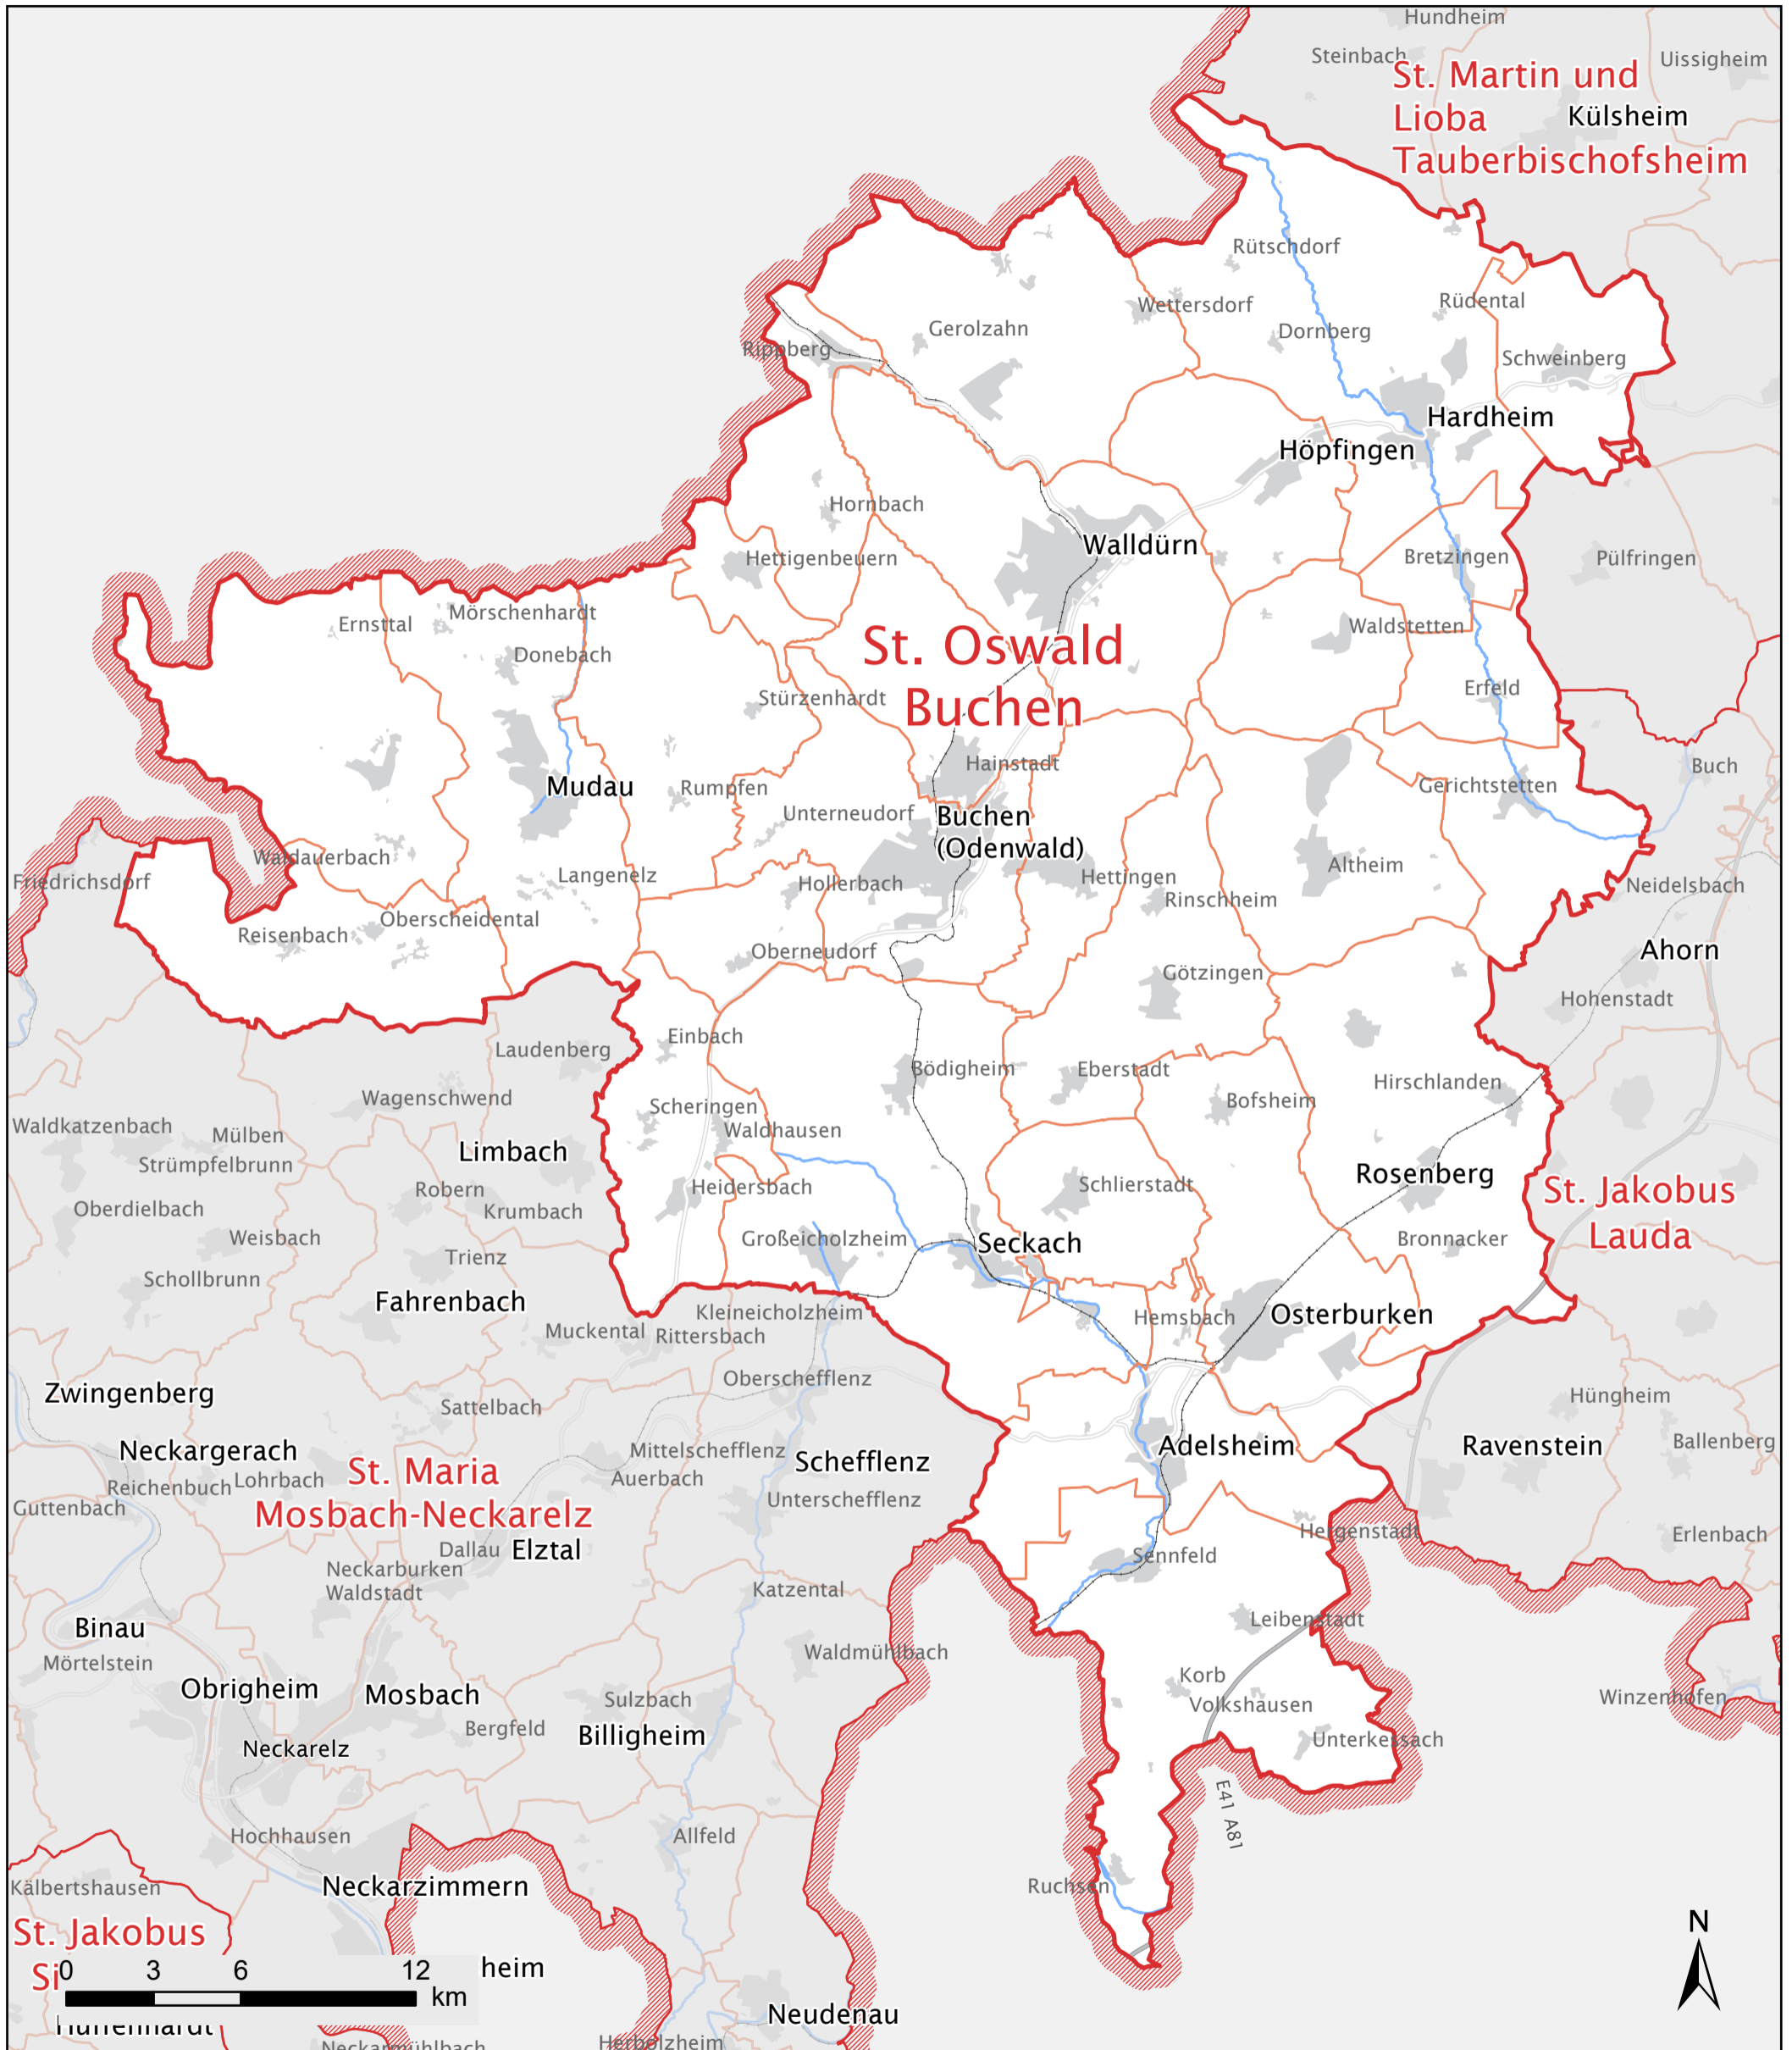 Hundheim
Steinbach
Uissigheim
St. Martin und
Lioba
Tauberbischofsheim
Külsheim
Rütschdorf
Wettersdorf
Rüdental
Gerolzahn
Dornberg
Rippberg
Schweinberg
Hardheim
Höpfingen
Hornbach
Walldürn
Hettigenbeuern
Bretzingen
Pülfringen
Ernsttal
Mörschenhardt
Waldstetten
St. Oswald
Buchen
Donebach
Stürzenhardt
Erfeld
Hainstadt
Buch
Mudau
Rumpfen
Gerichtstetten
Unterneudorf
Buchen
(Odenwald)
Waldauerbach
Altheim
Friedrichsdorf
Langenelz
Hollerbach
Hettingen
Neidelsbach
Rinschheim
Oberscheidental
Reisenbach
Oberneudorf
Ahorn
Götzingen
Hohenstadt
Einbach
Laudenberg
Bödigheim
Eberstadt
Hirschlanden
Wagenschwend
Scheringen
Bofsheim
Waldkatzenbach
Mülben
Waldhausen
Limbach
Strümpfelbrunn
Rosenberg
Robern
Heidersbach
Schlierstadt
St. Jakobus
Lauda
Oberdielbach
Krumbach
Weisbach
Großeicholzheim
Seckach
Bronnacker
Trienz
Schollbrunn
Fahrenbach
Kleineicholzheim
Hemsbach
Osterburken
Muckental
Rittersbach
Oberschefflenz
Zwingenberg
Hüngheim
Sattelbach
Neckargerach
Mittelschefflenz
Schefflenz
Adelsheim
Ravenstein
Ballenberg
St. Maria
Mosbach-Neckarelz
Reichenbuch
Lohrbach
Auerbach
Guttenbach
Unterschefflenz
Hergenstadt
Erlenbach
Dallau
Elztal
Sennfeld
Neckarburken
Waldstadt
Katzental
Binau
Leibenstadt
Waldmühlbach
Mörtelstein
Korb
Obrigheim
Mosbach
Sulzbach
Volkshausen
Winzenhofen
Bergfeld
Billigheim
Unterkessach
Neckarelz
E41 A81
Hochhausen
Allfeld
Kälbertshausen
Neckarzimmern
Ruchsen
N
St. Jakobus
Si
heim
0 3 6 12
km
Neudenau
Hüffenhardt
Herbolzheim
Neckarmühlbach